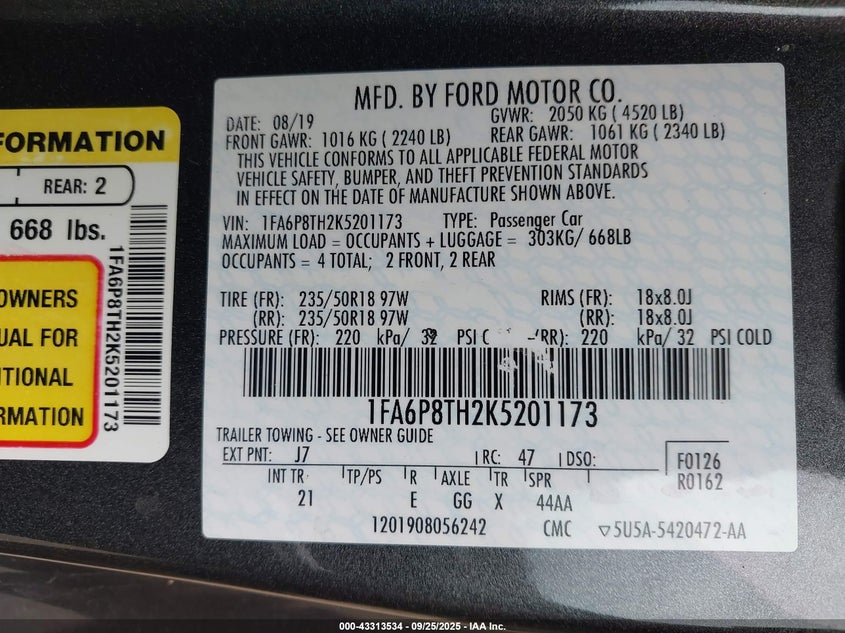 FORMATION
REAR: 2
668 lbs.
OWNERS
UAL FOR
ITIONAL
RMATION
1FA6P8TH2K5201173
MFD. BY FORD MOTOR CO.
DATE: 08/19 GVWR: 2050 KG ( 4520 LB)
FRONT GAWR: 1016 KG ( 2240 LB) REAR GAWR: 1061 KG ( 2340 LB)
THIS VEHICLE CONFORMS TO ALL APPLICABLE FEDERAL MOTOR
VEHICLE SAFETY, BUMPER, AND THEFT PREVENTION STANDARDS
IN EFFECT ON THE DATE OF MANUFACTURE SHOWN ABOVE.
VIN: 1FA6P8TH2K5201173 TYPE: Passenger Car
MAXIMUM LOAD = OCCUPANTS + LUGGAGE = 303KG/ 668LB
OCCUPANTS = 4 TOTAL; 2 FRONT, 2 REAR
TIRE (FR): 235/50R18 97W RIMS (FR): 18x8.0J
(RR): 235/50R18 97W (RR): 18x8.0J
PRESSURE (FR): 220 kPa/ 32 PSI C (RR): 220 kPa/ 32 PSI COLD
1FA6P8TH2K5201173
TRAILER TOWING - SEE OWNER GUIDE
EXT PNT: J7 RC: 47 DSO: F0126
R0162
INT TR TP/PS R AXLE TR SPR
21 E GG X 44AA
1201908056242 CMC ▽5U5A-5420472-AA
000-43313534 - 09/25/2025 - IAA Inc.